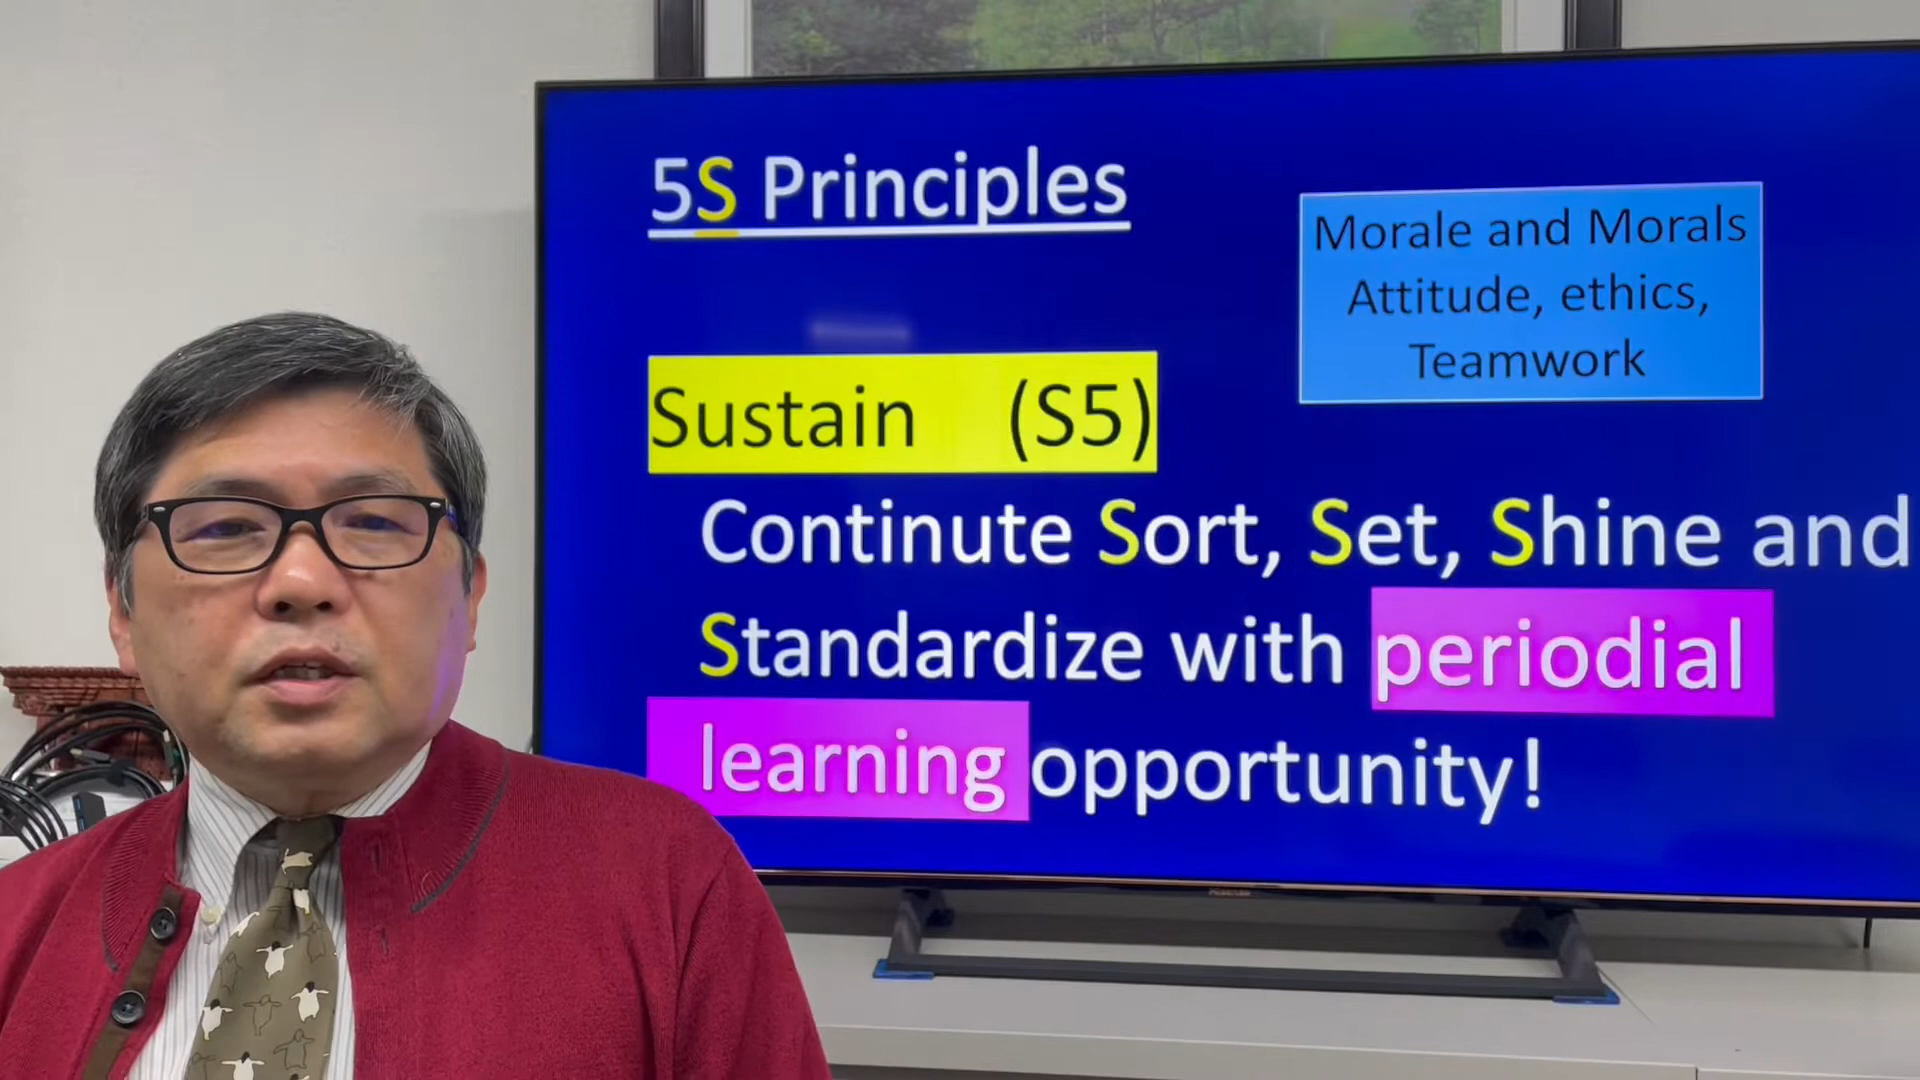 5S Principles
Morale and Morals
Attitude, ethics,
Teamwork
Sustain (S5)
Continute Sort, Set, Shine and
Standardize with periodial
learning opportunity!
Hisense